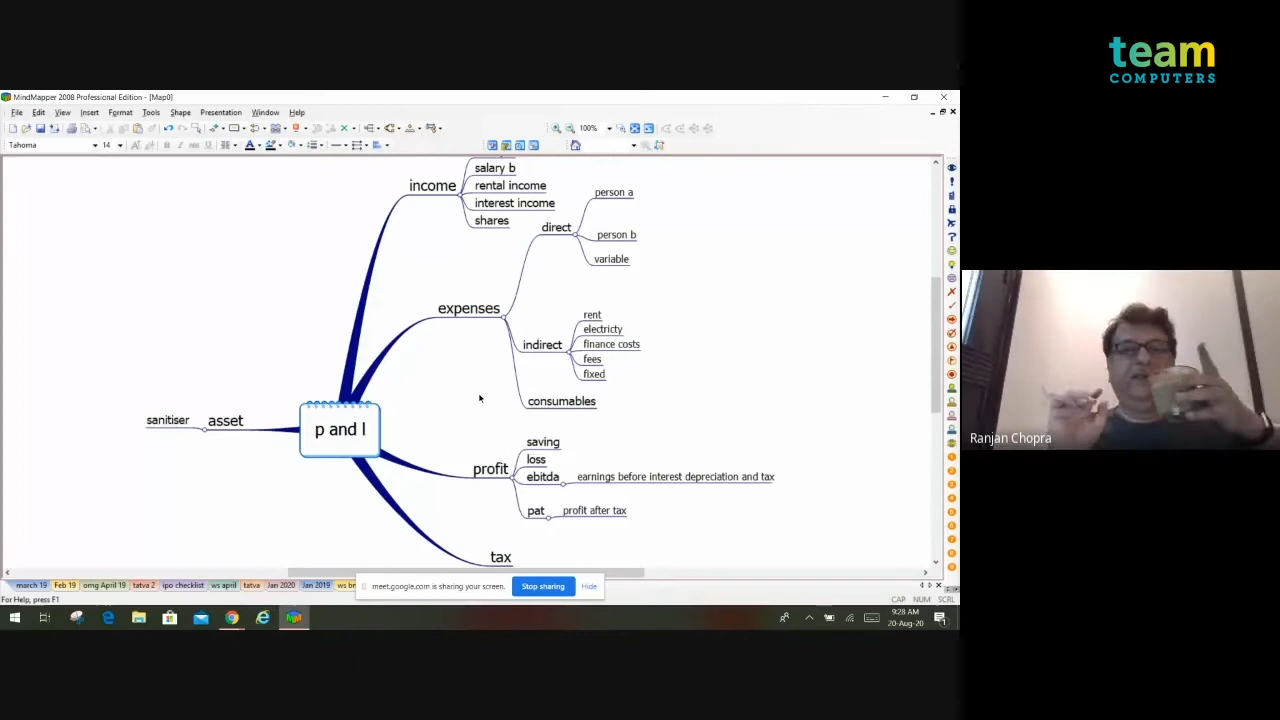 team
COMPUTERS
MindMapper 2008 Professional Edition - [Map0]
File Edit View Insert Format Tools Shape Presentation Window Help
100%
Tahoma 14
income
salary b
rental income
interest income
shares
expenses
direct
person a
person b
variable
indirect
rent
electricty
finance costs
fees
fixed
consumables
sanitiser
asset
p and l
profit
saving
loss
ebitda
earnings before interest depreciation and tax
pat
profit after tax
tax
Ranjan Chopra
march 19 Feb 19 omg April 19 tatva 2 ipo checklist ws april tatva Jan 2020 Jan 2019 ws br
meet.google.com is sharing your screen. Stop sharing Hide
For Help, press F1
CAP NUM SCRL
9:28 AM
20-Aug-20